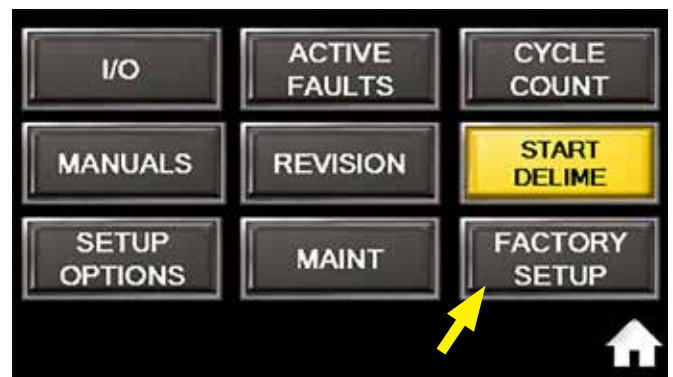 I/O
ACTIVE
FAULTS
CYCLE
COUNT
MANUALS
REVISION
START
DELIME
SETUP
OPTIONS
MAINT
FACTORY
SETUP